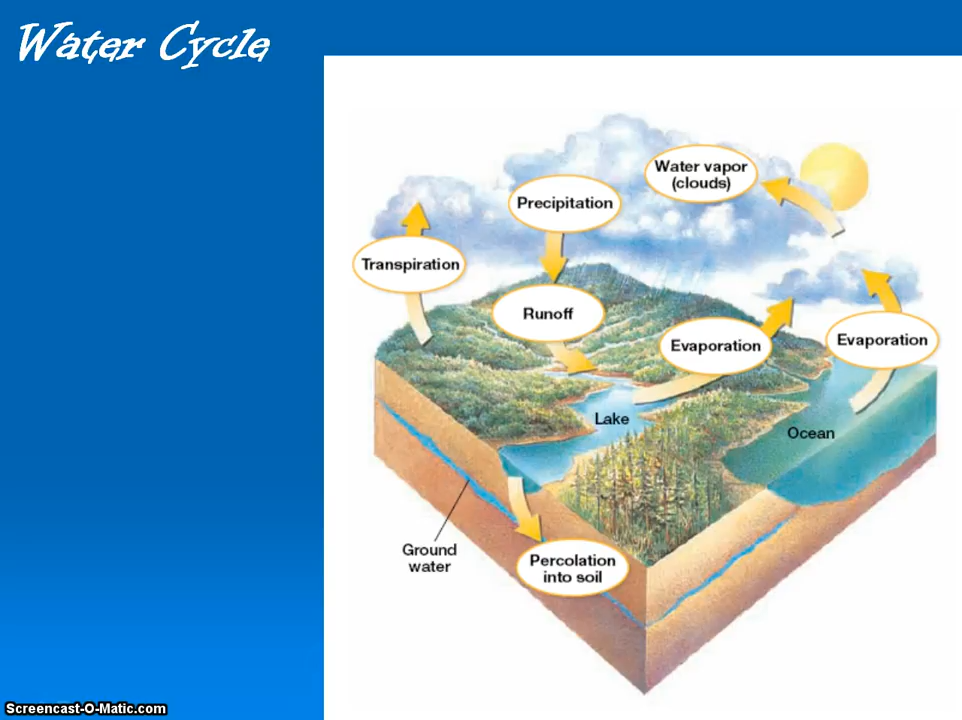 Water Cycle
Water vapor
(clouds)
Precipitation
Transpiration
Runoff
Evaporation
Evaporation
Lake
Ocean
Ground
water
Percolation
into soil
Screencast-O-Matic.com